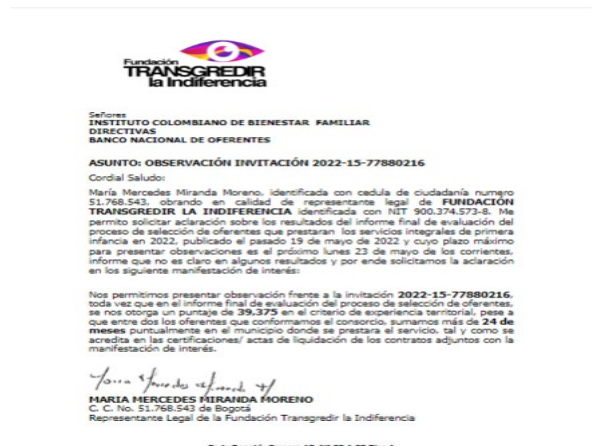 Fundación
TRANSGREDIR
la Indiferencia
Señores
INSTITUTO COLOMBIANO DE BIENESTAR FAMILIAR
DIRECTIVAS
BANCO NACIONAL DE OFERENTES
ASUNTO: OBSERVACIÓN INVITACIÓN 2022-15-77880216
Cordial Saludo:
María Mercedes Miranda Moreno, identificada con cedula de ciudadanía numero
51.768.543, obrando en calidad de representante legal de FUNDACIÓN
TRANSGREDIR LA INDIFERENCIA identificada con NIT 900.374.573-8. Me
permito solicitar aclaración sobre los resultados del informe final de evaluación del
proceso de selección de oferentes que prestaran los servicios integrales de primera
infancia en 2022, publicado el pasado 19 de mayo de 2022 y cuyo plazo máximo
para presentar observaciones es el próximo lunes 23 de mayo de los corrientes,
informe que no es claro en algunos resultados y por ende solicitamos la aclaración
en los siguiente manifestación de interés:
Nos permitimos presentar observación frente a la invitación 2022-15-77880216,
toda vez que en el informe final de evaluación del proceso de selección de oferentes,
se nos otorga un puntaje de 39,375 en el criterio de experiencia territorial, pese a
que entre dos los oferentes que conformamos el consorcio, sumamos más de 24 de
meses puntualmente en el municipio donde se prestara el servicio, tal y como se
acredita en las certificaciones/ actas de liquidación de los contratos adjuntos con la
manifestación de interés.
MARIA MERCEDES MIRANDA MORENO
C. C. No. 51.768.543 de Bogotá
Representante Legal de la Fundación Transgredir la Indiferencia